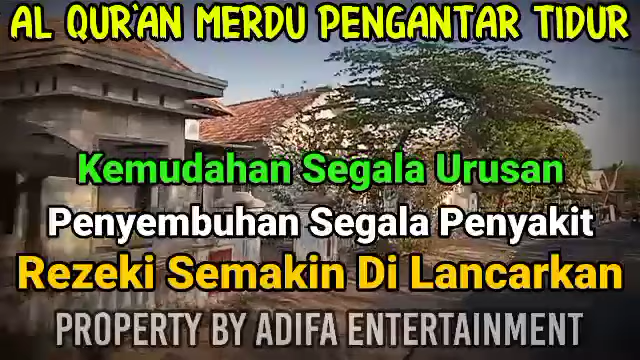 AL QUR'AN MERDU PENGANTAR TIDUR
Kemudahan Segala Urusan
Penyembuhan Segala Penyakit
Rezeki Semakin Di Lancarkan
PROPERTY BY ADIFA ENTERTAINMENT